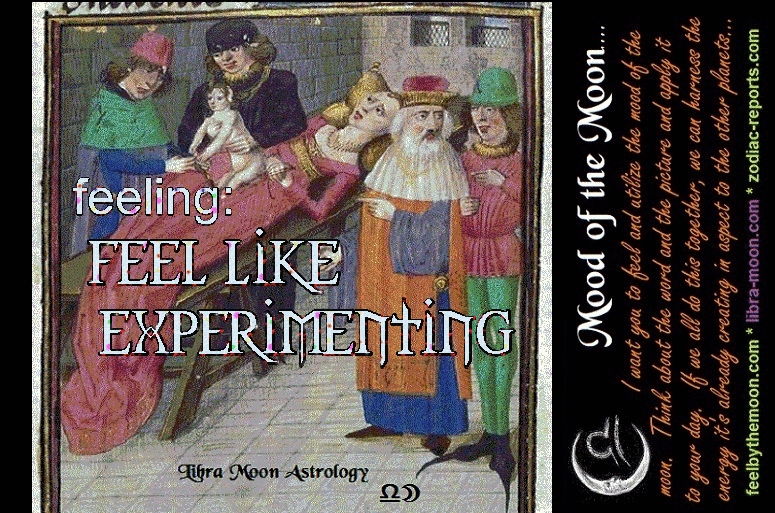 feeling:
FEEL LiKE
EXPERiMENTiNG
Libra Moon Astrology
♎☽
Mood of the Moon....
I want you to feel and utilize the mood of the
moon. Think about the word and the picture and apply it
to your day. If we all do this together, we can harness the
energy it's already creating in aspect to the other planets...
feelbythemoon.com * libra-moon.com * zodiac-reports.com